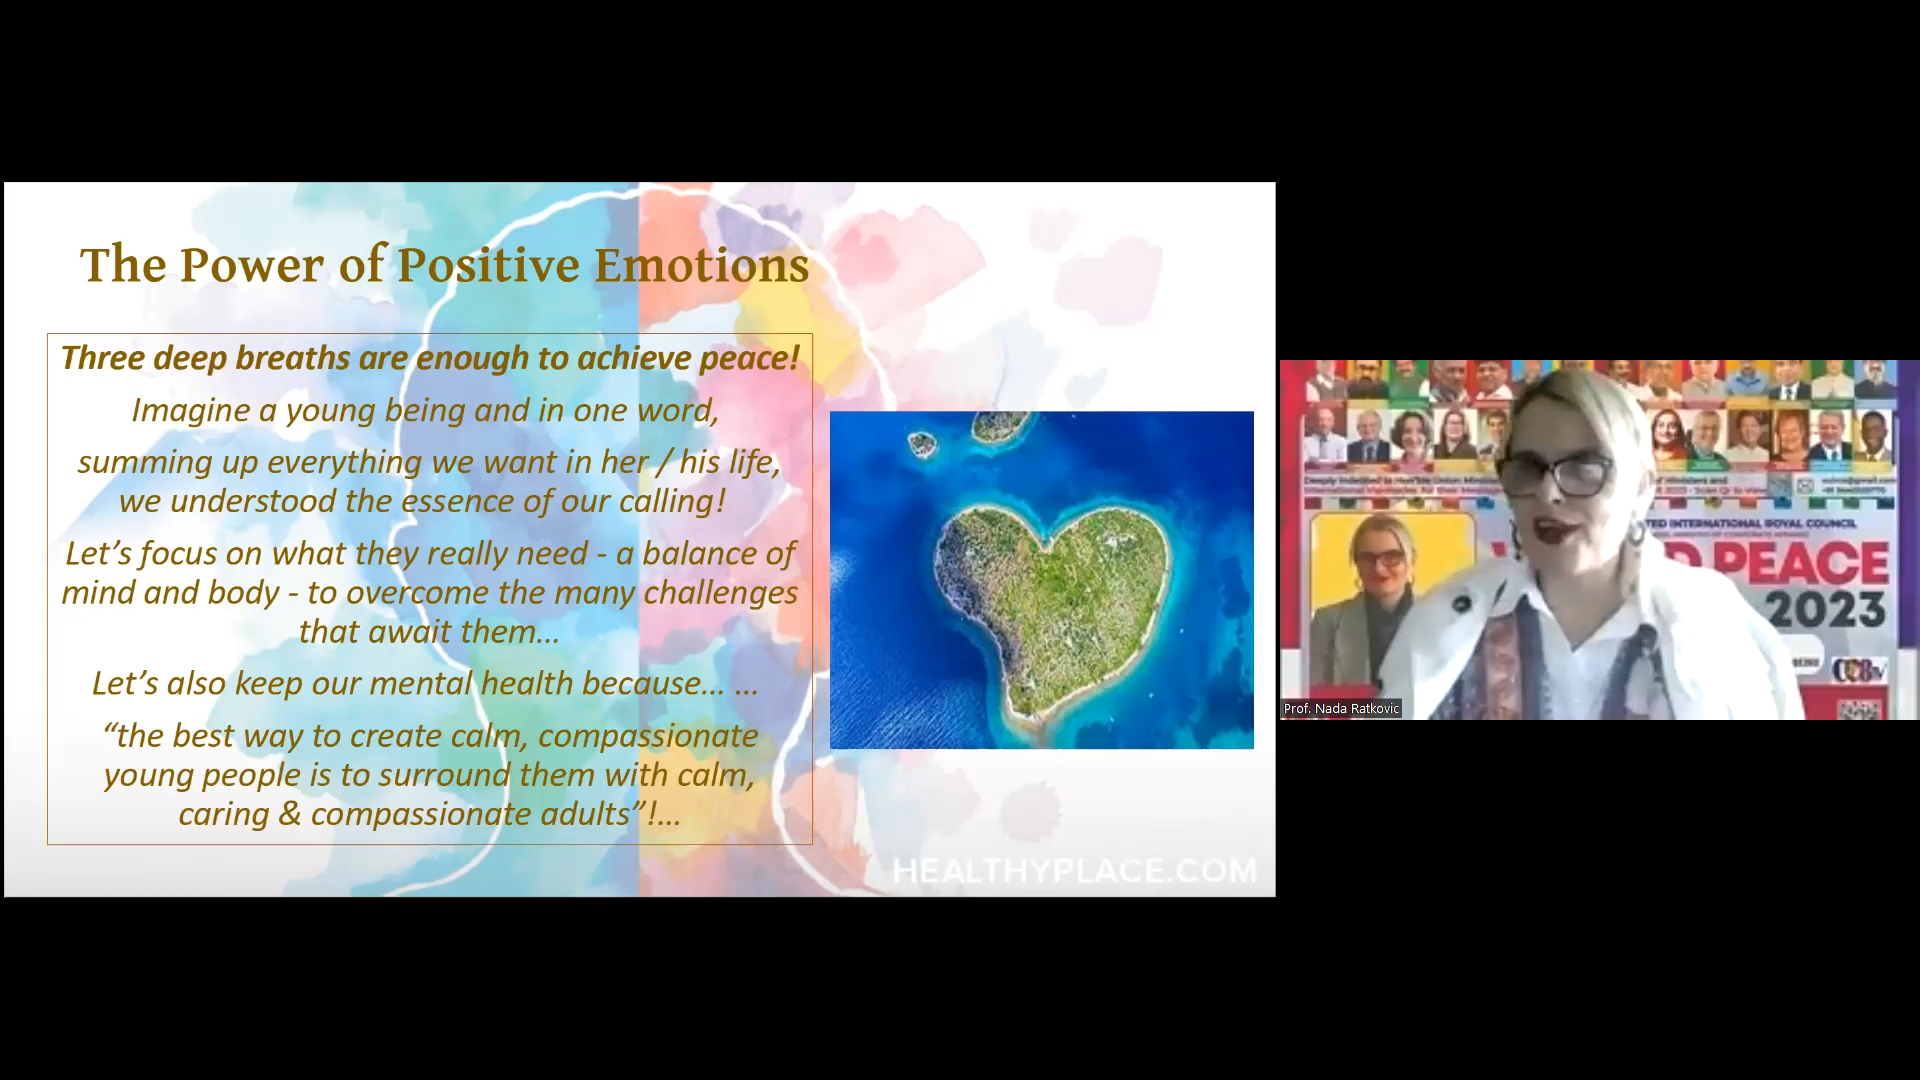 The Power of Positive Emotions
Three deep breaths are enough to achieve peace!
Imagine a young being and in one word,
summing up everything we want in her / his life,
we understood the essence of our calling!
Let’s focus on what they really need - a balance of
mind and body - to overcome the many challenges
that await them...
Let’s also keep our mental health because... ...
“the best way to create calm, compassionate
young people is to surround them with calm,
caring & compassionate adults”!...
HEALTHYPLACE.COM
INTERNATIONAL ROYAL COUNCIL
PEACE
2023
Prof. Nada Ratkovic